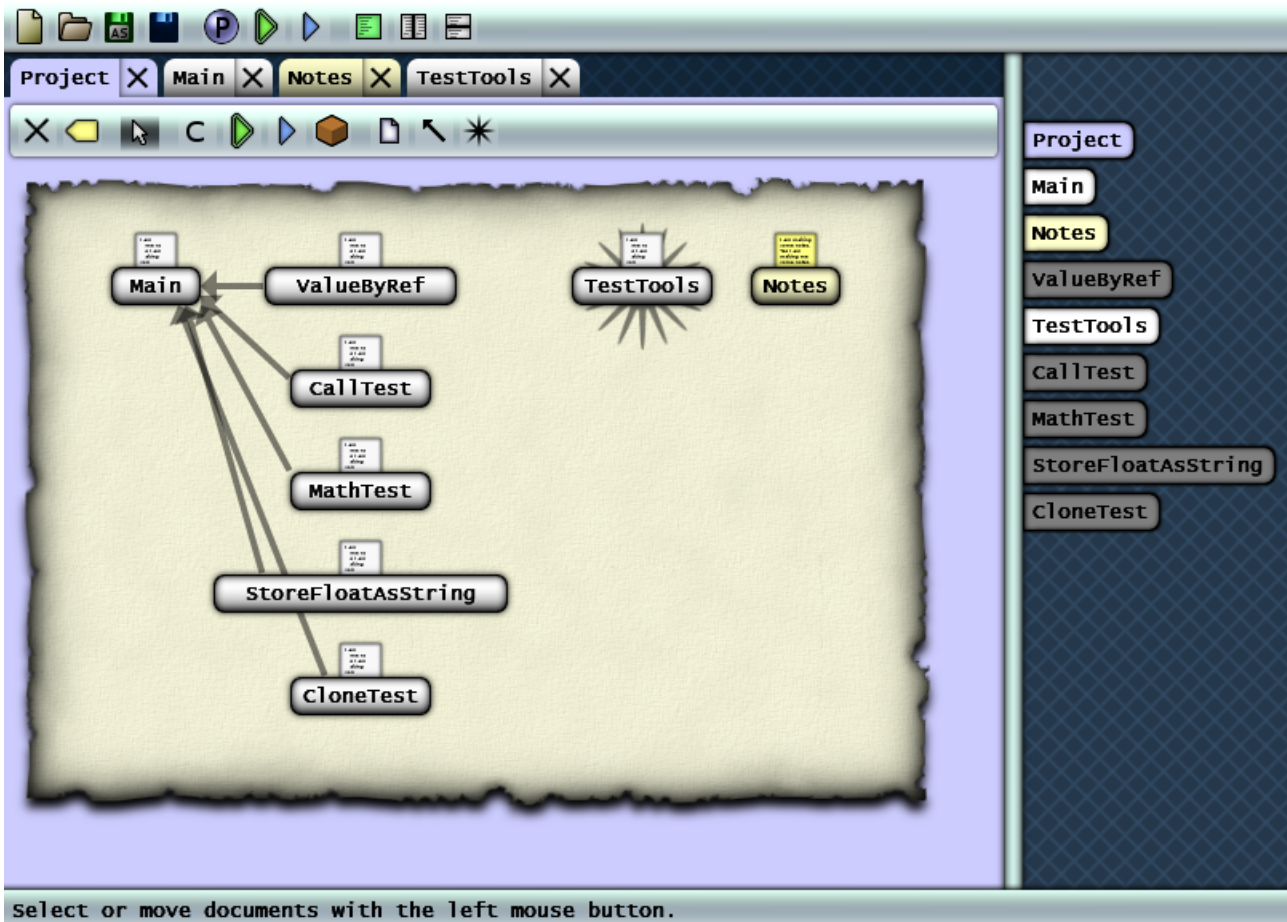 AS
P
Project
Main
Notes
TestTools
C
Main
ValueByRef
TestTools
Notes
CallTest
MathTest
StoreFloatAsString
CloneTest
Project
Main
Notes
ValueByRef
TestTools
CallTest
MathTest
StoreFloatAsString
CloneTest
Select or move documents with the left mouse button.